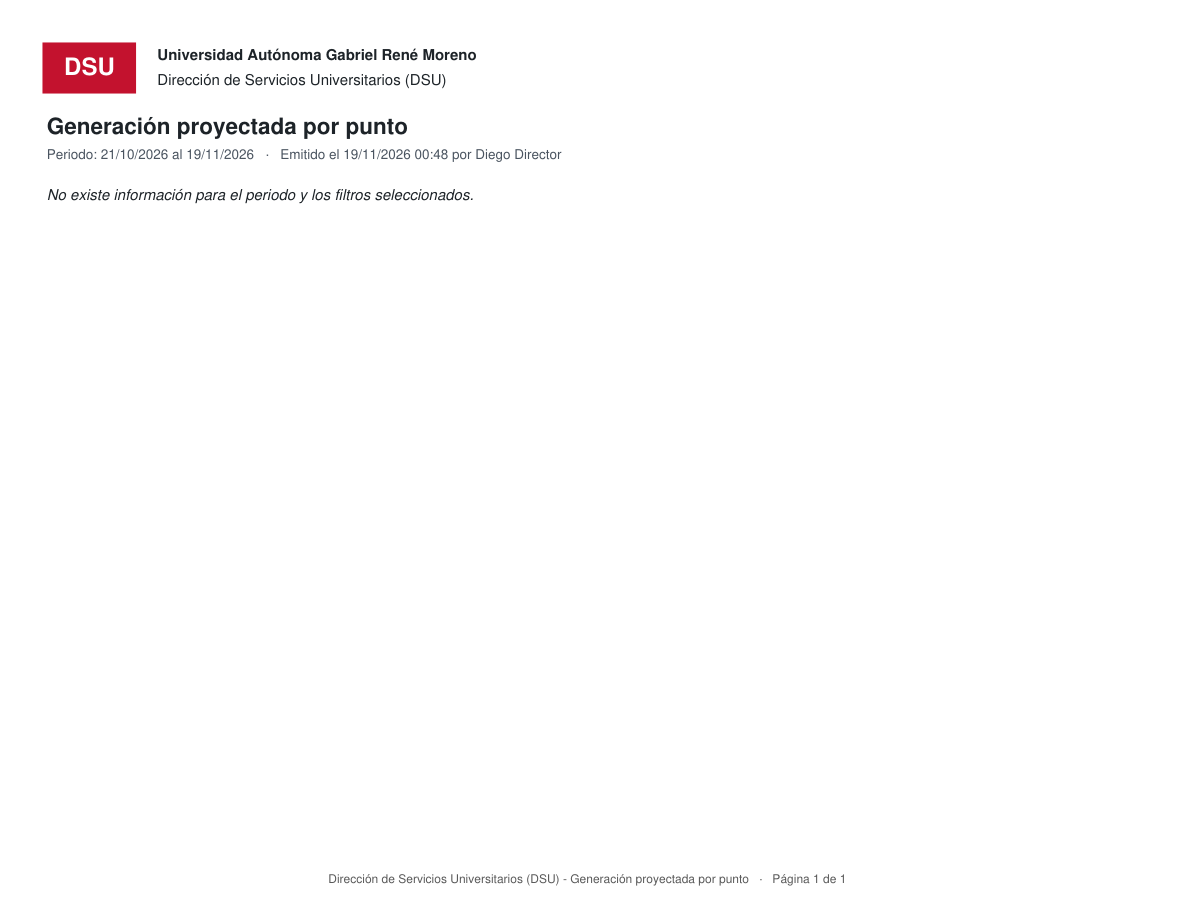 DSU
Universidad Autónoma Gabriel René Moreno
Dirección de Servicios Universitarios (DSU)
Generación proyectada por punto
Periodo: 21/10/2026 al 19/11/2026 · Emitido el 19/11/2026 00:48 por Diego Director
No existe información para el periodo y los filtros seleccionados.
Dirección de Servicios Universitarios (DSU) - Generación proyectada por punto · Página 1 de 1